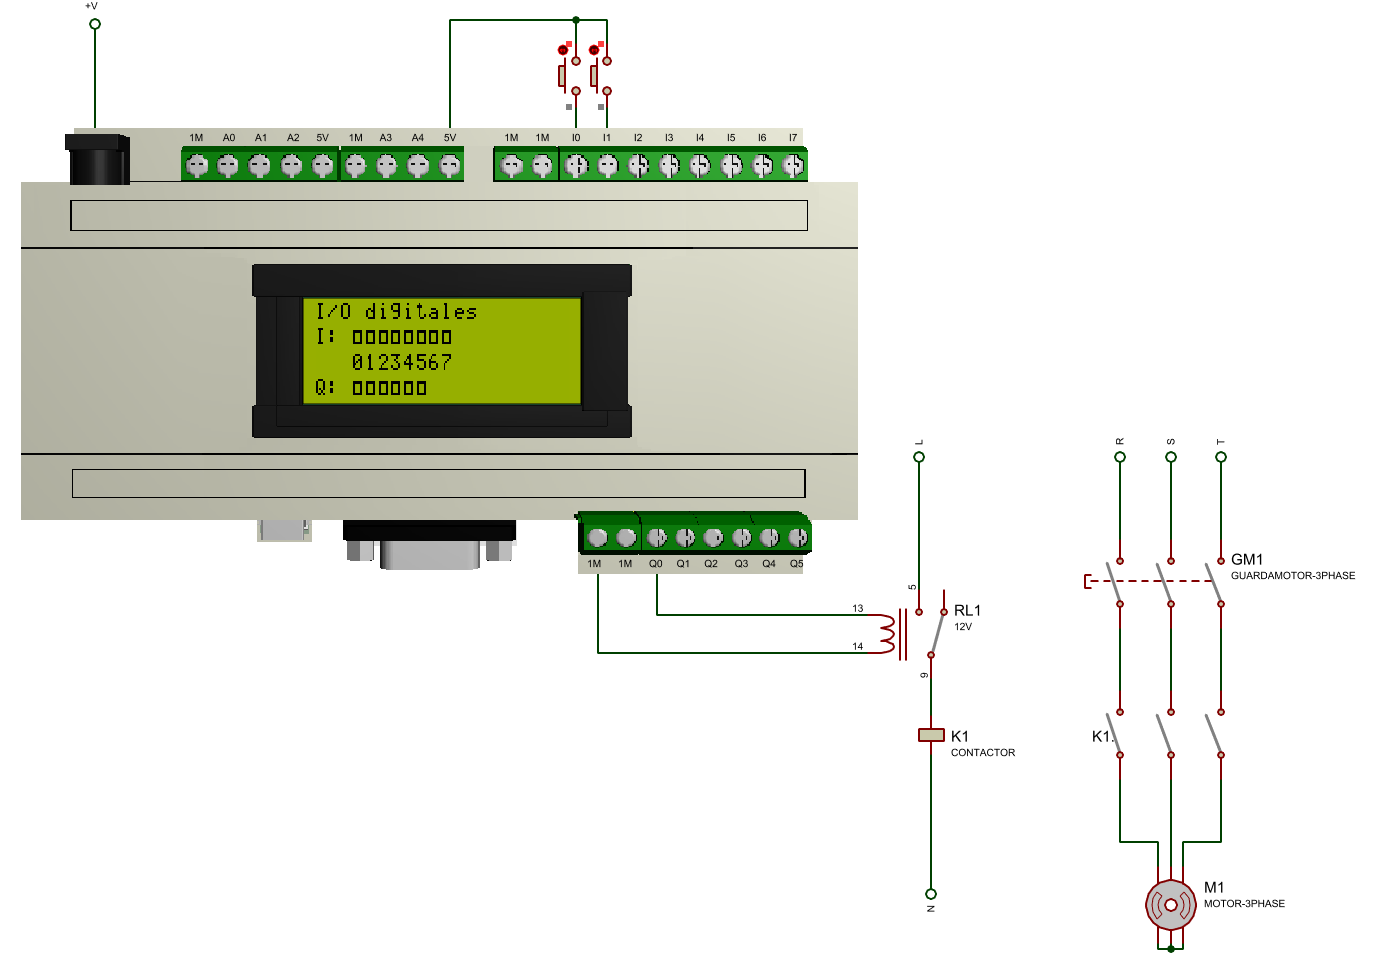 +V
1M A0 A1 A2 5V 1M A3 A4 5V 1M 1M I0 I1 I2 I3 I4 I5 I6 I7
I/O digitales
I: 
01234567
Q: 
1M 1M Q0 Q1 Q2 Q3 Q4 Q5
L
R S T
GM1
GUARDAMOTOR-3PHASE
5
13
RL1
12V
14
9
K1
CONTACTOR
K1.
N
M1
MOTOR-3PHASE